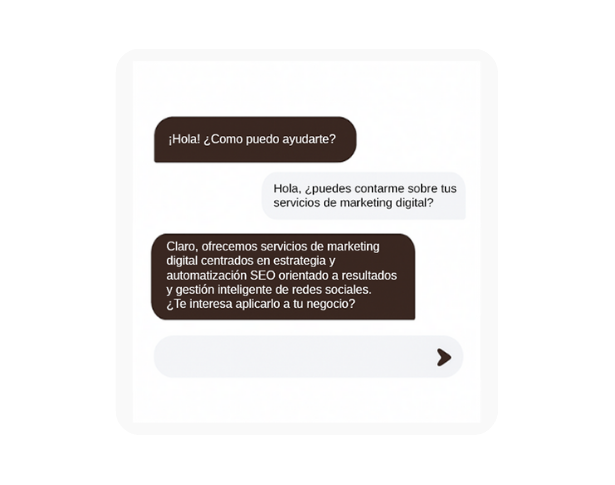 ¡Hola! ¿Como puedo ayudarte?
Hola, ¿puedes contarme sobre tus
servicios de marketing digital?
Claro, ofrecemos servicios de marketing
digital centrados en estrategia y
automatización SEO orientado a resultados
y gestión inteligente de redes sociales.
¿Te interesa aplicarlo a tu negocio?